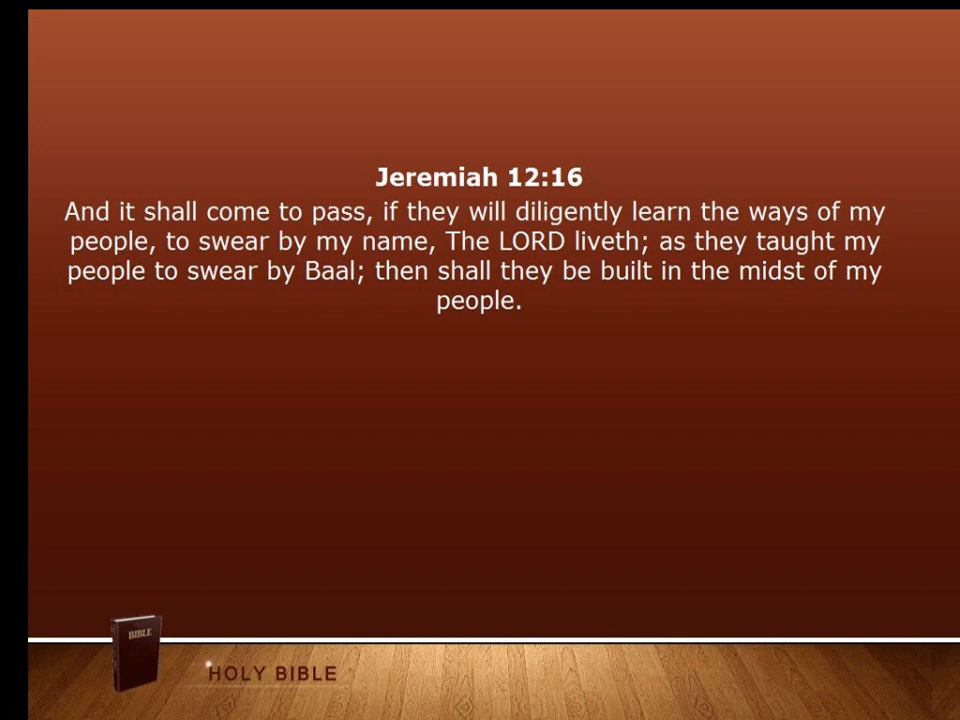 Jeremiah 12:16
And it shall come to pass, if they will diligently learn the ways of my
people, to swear by my name, The LORD liveth; as they taught my
people to swear by Baal; then shall they be built in the midst of my
people.
BIBLE
HOLY BIBLE